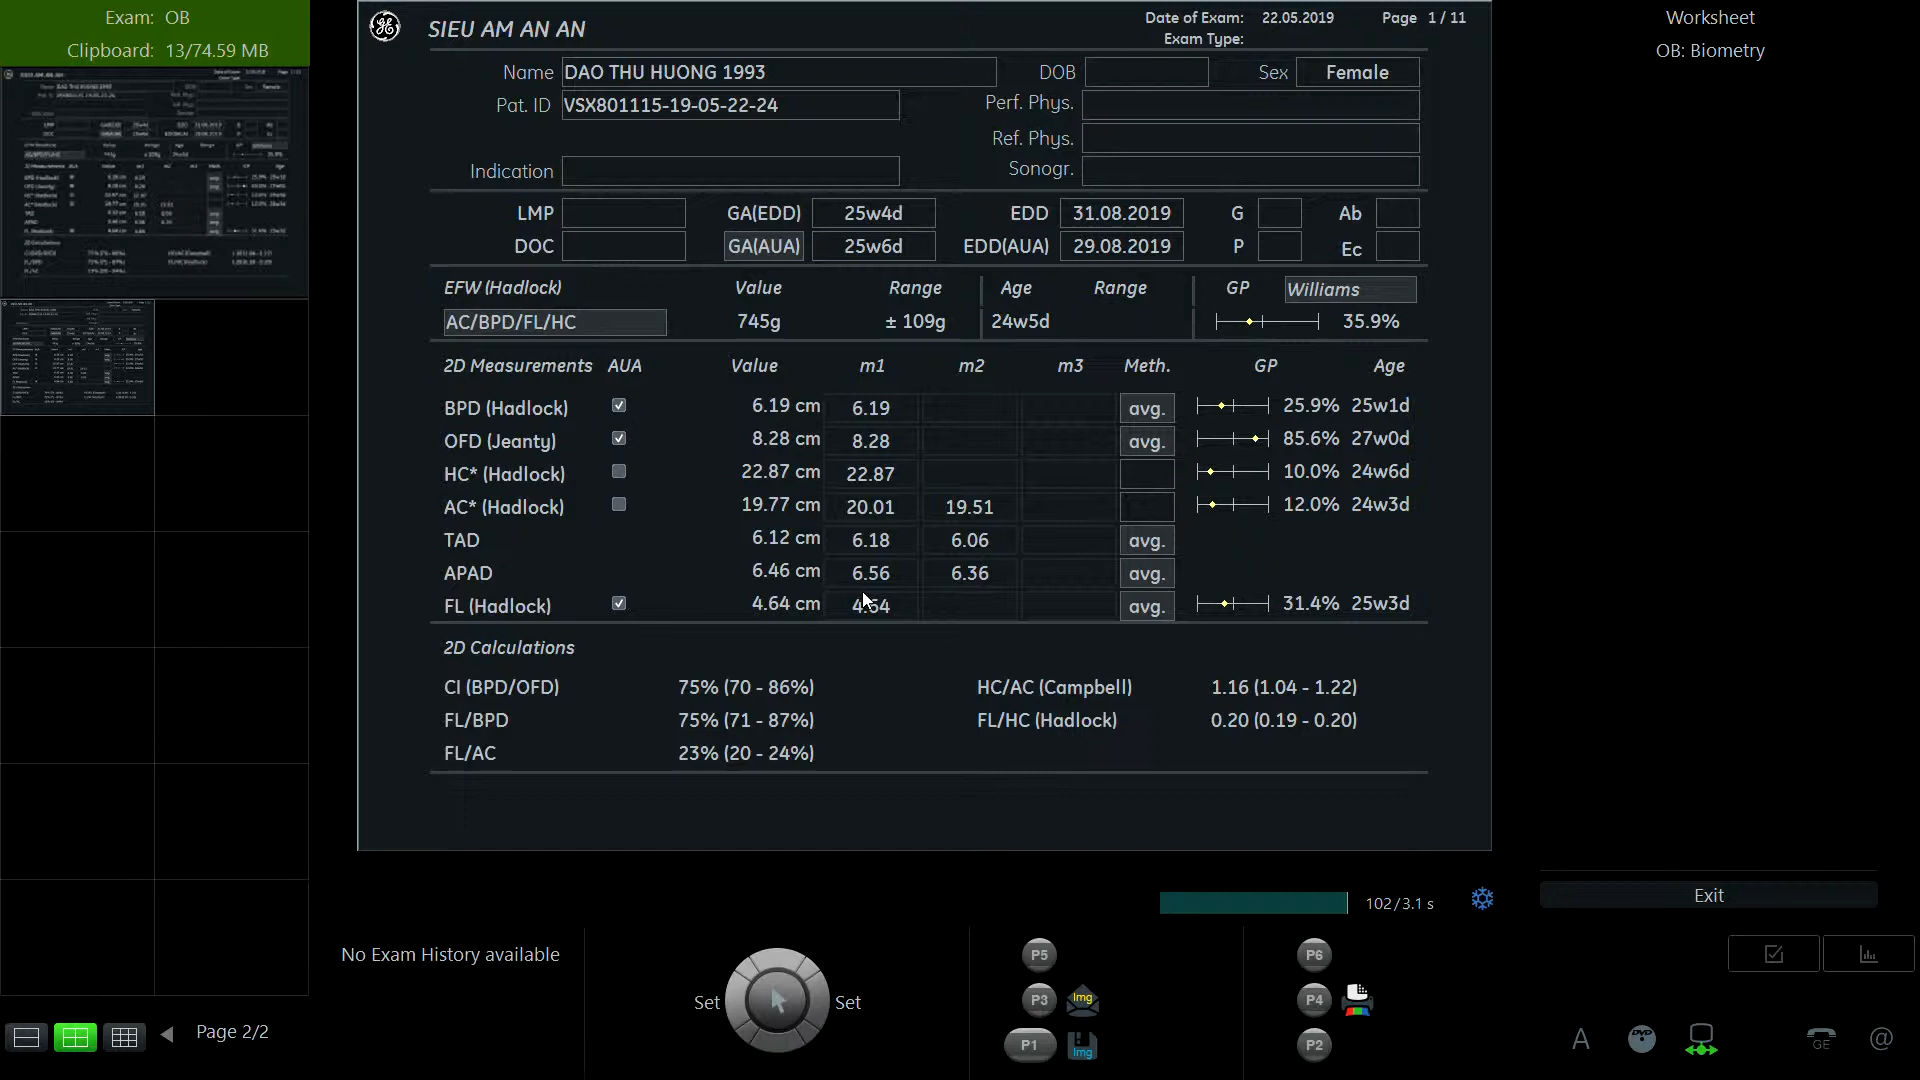 Exam: OB
Clipboard: 13/74.59 MB
SIEU AM AN AN
Date of Exam: 22.05.2019 Page 1 / 11
Exam Type:
Name DAO THU HUONG 1993 DOB Sex Female
Pat. ID VSX801115-19-05-22-24 Perf. Phys.
Ref. Phys.
Indication Sonogr.
LMP GA(EDD) 25w4d EDD 31.08.2019 G Ab
DOC GA(AUA) 25w6d EDD(AUA) 29.08.2019 P Ec
EFW (Hadlock) Value Range Age Range GP Williams
AC/BPD/FL/HC 745g ± 109g 24w5d 35.9%
2D Measurements AUA Value m1 m2 m3 Meth. GP Age
BPD (Hadlock) 6.19 cm 6.19 avg. 25.9% 25w1d
OFD (Jeanty) 8.28 cm 8.28 avg. 85.6% 27w0d
HC* (Hadlock) 22.87 cm 22.87 10.0% 24w6d
AC* (Hadlock) 19.77 cm 20.01 19.51 12.0% 24w3d
TAD 6.12 cm 6.18 6.06 avg.
APAD 6.46 cm 6.56 6.36 avg.
FL (Hadlock) 4.64 cm 4.64 avg. 31.4% 25w3d
2D Calculations
CI (BPD/OFD) 75% (70 - 86%) HC/AC (Campbell) 1.16 (1.04 - 1.22)
FL/BPD 75% (71 - 87%) FL/HC (Hadlock) 0.20 (0.19 - 0.20)
FL/AC 23% (20 - 24%)
Worksheet
OB: Biometry
102/3.1 s
Exit
No Exam History available
Set Set
P5 P6
P3 Img P4
P1 Img P2
Page 2/2
A DVD GE @